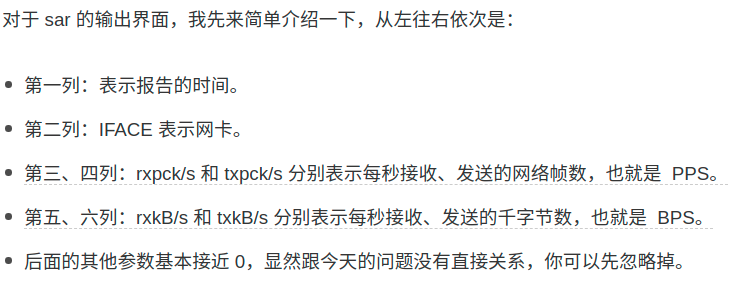 对于 sar 的输出界面，我先来简单介绍一下，从左往右依次是：
第一列：表示报告的时间。
第二列：IFACE 表示网卡。
第三、四列：rxpck/s 和 txpck/s 分别表示每秒接收、发送的网络帧数，也就是 PPS。
第五、六列：rxkB/s 和 txkB/s 分别表示每秒接收、发送的千字节数，也就是 BPS。
后面的其他参数基本接近 0，显然跟今天的问题没有直接关系，你可以先忽略掉。